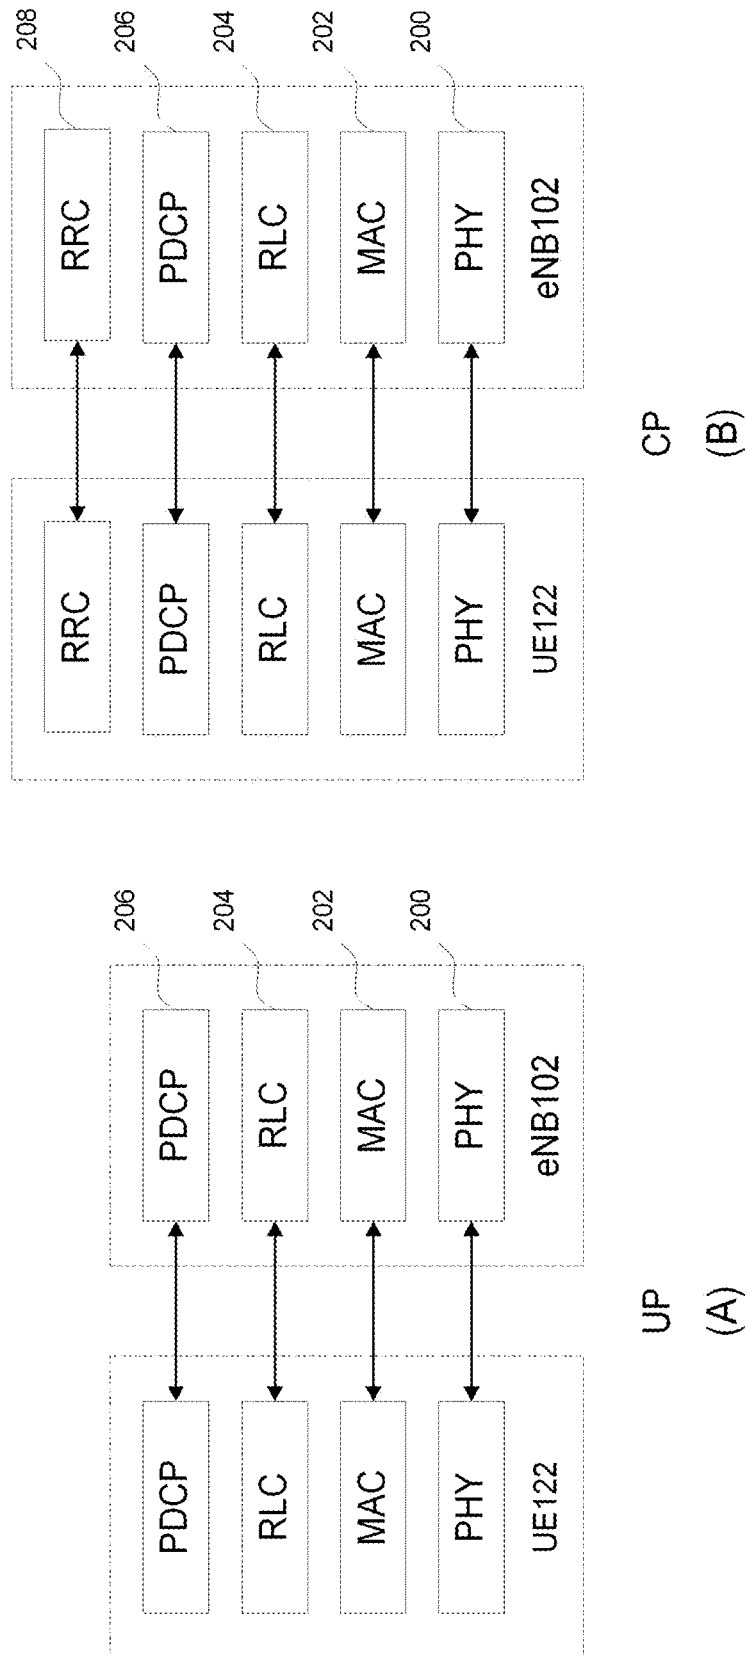 PDCP
PDCP
206
RLC
RLC
204
MAC
MAC
202
PHY
PHY
200
UE122
eNB102
UP
(A)
RRC
RRC
208
PDCP
PDCP
206
RLC
RLC
204
MAC
MAC
202
PHY
PHY
200
UE122
eNB102
CP
(B)